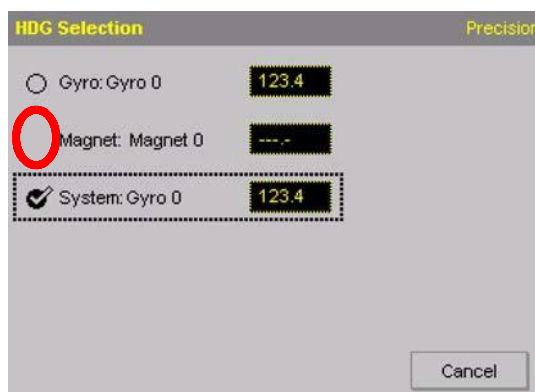 HDG Selection Precision
Gyro: Gyro 0 123.4
Magnet: Magnet 0 ---.-
System: Gyro 0 123.4
Cancel